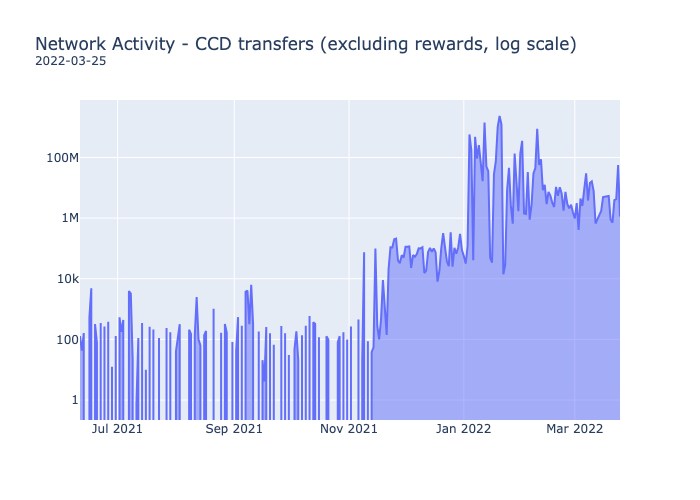 Network Activity - CCD transfers (excluding rewards, log scale)
2022-03-25
100M
1M
10k
100
1
Jul 2021
Sep 2021
Nov 2021
Jan 2022
Mar 2022